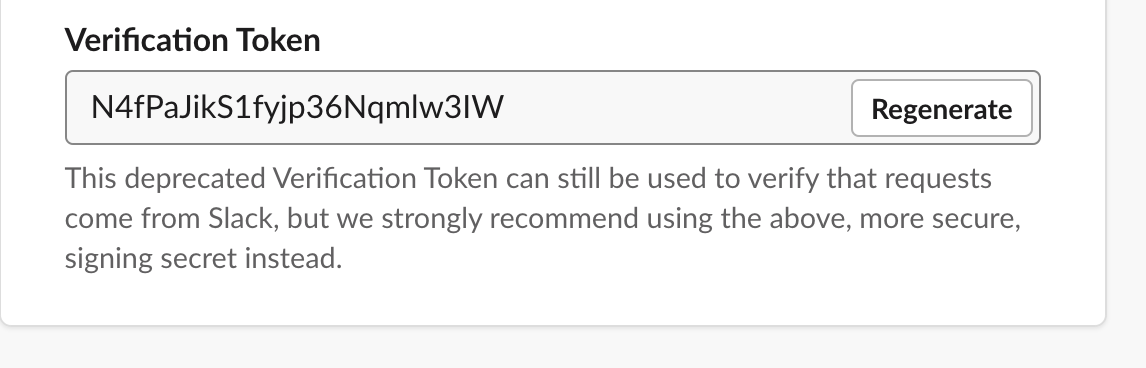 Verification Token
N4fPaJikS1fyjp36Nqmlw3IW
Regenerate
This deprecated Verification Token can still be used to verify that requests
come from Slack, but we strongly recommend using the above, more secure,
signing secret instead.